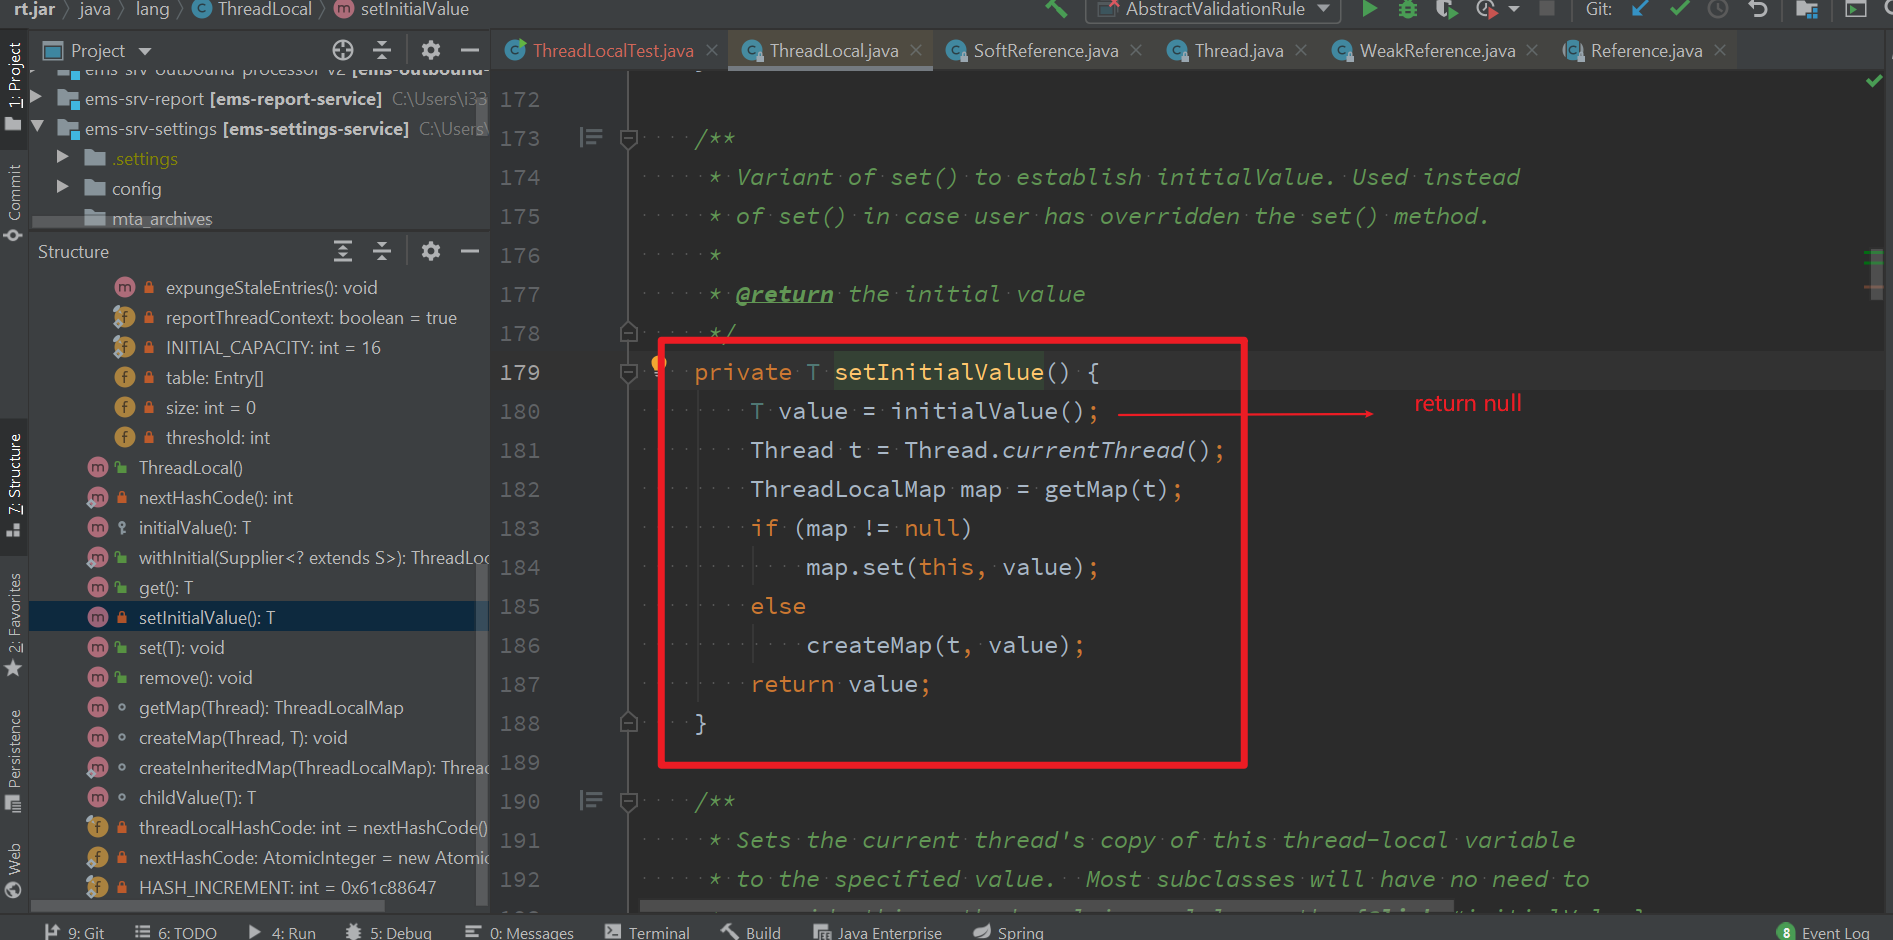 rt.jar java lang ThreadLocal setInitialValue
AbstractValidationRule
Git:
Project
ThreadLocalTest.java ThreadLocal.java SoftReference.java Thread.java WeakReference.java Reference.java
1: Project
Commit
7: Structure
2: Favorites
Persistence
Web
ems-srv-outbound-processor-v2 [ems-outbound-
ems-srv-report [ems-report-service] C:\Users\i33
ems-srv-settings [ems-settings-service] C:\Users\
.settings
config
mta_archives
Structure
expungeStaleEntries(): void
reportThreadContext: boolean = true
INITIAL_CAPACITY: int = 16
table: Entry[]
size: int = 0
threshold: int
ThreadLocal()
nextHashCode(): int
initialValue(): T
withInitial(Supplier<? extends S>): ThreadLoc
get(): T
setInitialValue(): T
set(T): void
remove(): void
getMap(Thread): ThreadLocalMap
createMap(Thread, T): void
createInheritedMap(ThreadLocalMap): Threa
childValue(T): T
threadLocalHashCode: int = nextHashCode()
nextHashCode: AtomicInteger = new Atomic
HASH_INCREMENT: int = 0x61c88647
172
173 /**
174 * Variant of set() to establish initialValue. Used instead
175 * of set() in case user has overridden the set() method.
176 *
177 * @return the initial value
178 */
179 private T setInitialValue() {
180 T value = initialValue();
return null
181 Thread t = Thread.currentThread();
182 ThreadLocalMap map = getMap(t);
183 if (map != null)
184 map.set(this, value);
185 else
186 createMap(t, value);
187 return value;
188 }
189
190 /**
191 * Sets the current thread's copy of this thread-local variable
192 * to the specified value.  Most subclasses will have no need to
9: Git 6: TODO 4: Run 5: Debug 0: Messages Terminal Build Java Enterprise Spring 8 Event Log